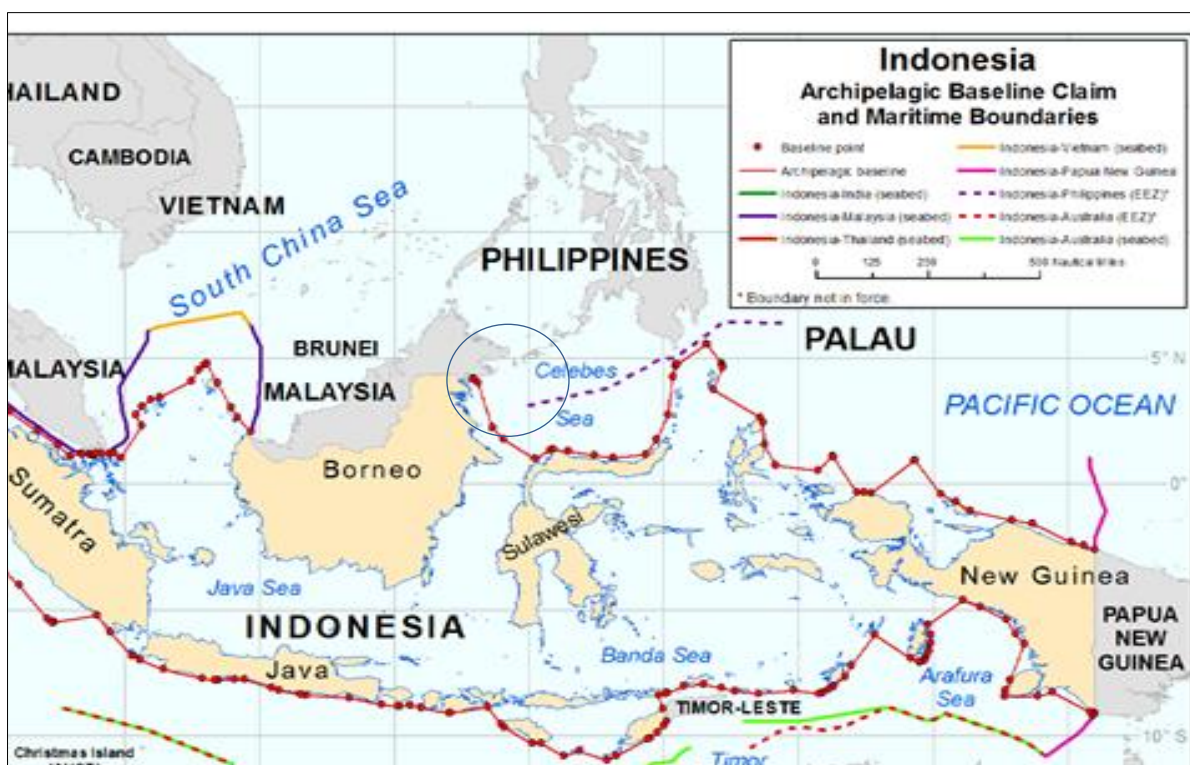 Indonesia
Archipelagic Baseline Claim
and Maritime Boundaries
Baseline point
Archipelagic baseline
Indonesia-India (seabed)
Indonesia-Malaysia (seabed)
Indonesia-Thailand (seabed)
Indonesia-Vietnam (seabed)
Indonesia-Papua New Guinea
Indonesia-Philippines (EEZ)*
Indonesia-Australia (EEZ)*
Indonesia-Australia (seabed)
0 125 250 500 Nautical Miles
* Boundary not in force.
HAILAND
CAMBODIA
VIETNAM
South China Sea
PHILIPPINES
PALAU
MALAYSIA
BRUNEI
MALAYSIA
Celebes
Sea
5° N
PACIFIC OCEAN
Borneo
0°
Sumatra
Sulawesi
New Guinea
Java Sea
INDONESIA
PAPUA
NEW
GUINEA
Java
Banda Sea
Arafura
Sea
TIMOR-LESTE
10° S
Christmas Island
Timor